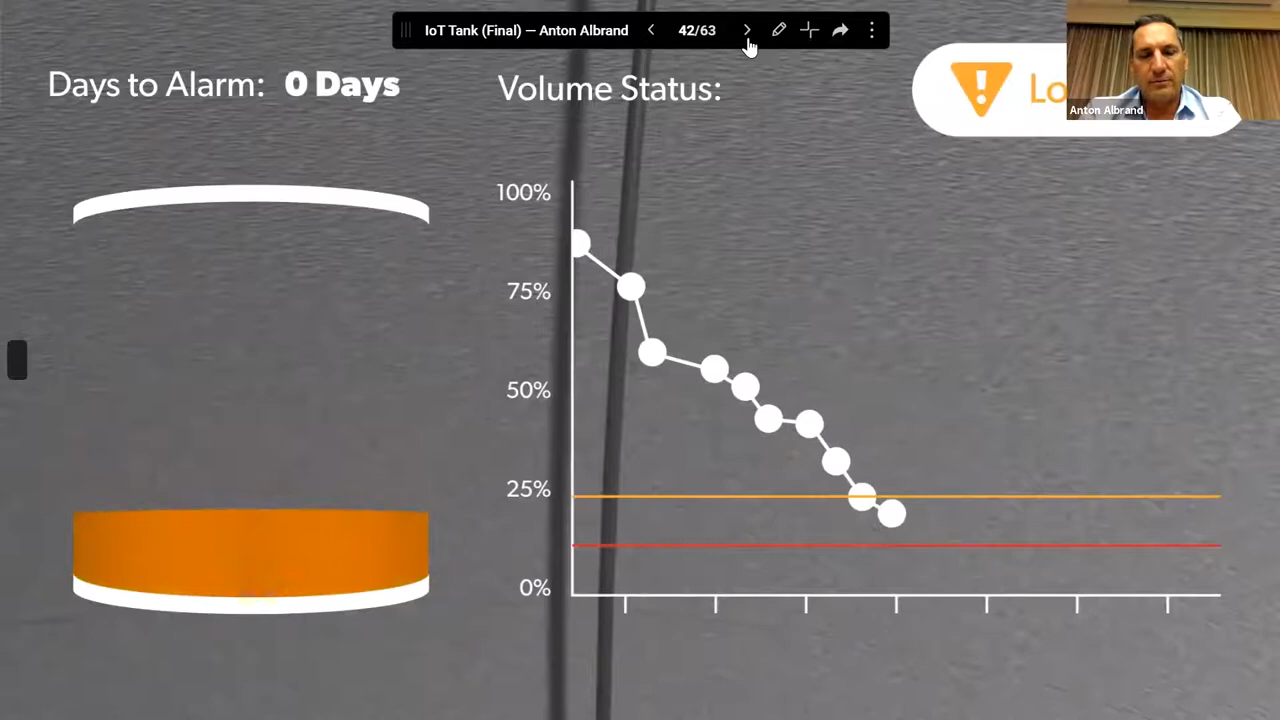 IoT Tank (Final) — Anton Albrand
42/63
Days to Alarm: 0 Days
Volume Status:
Anton Albrand
100%
75%
50%
25%
0%